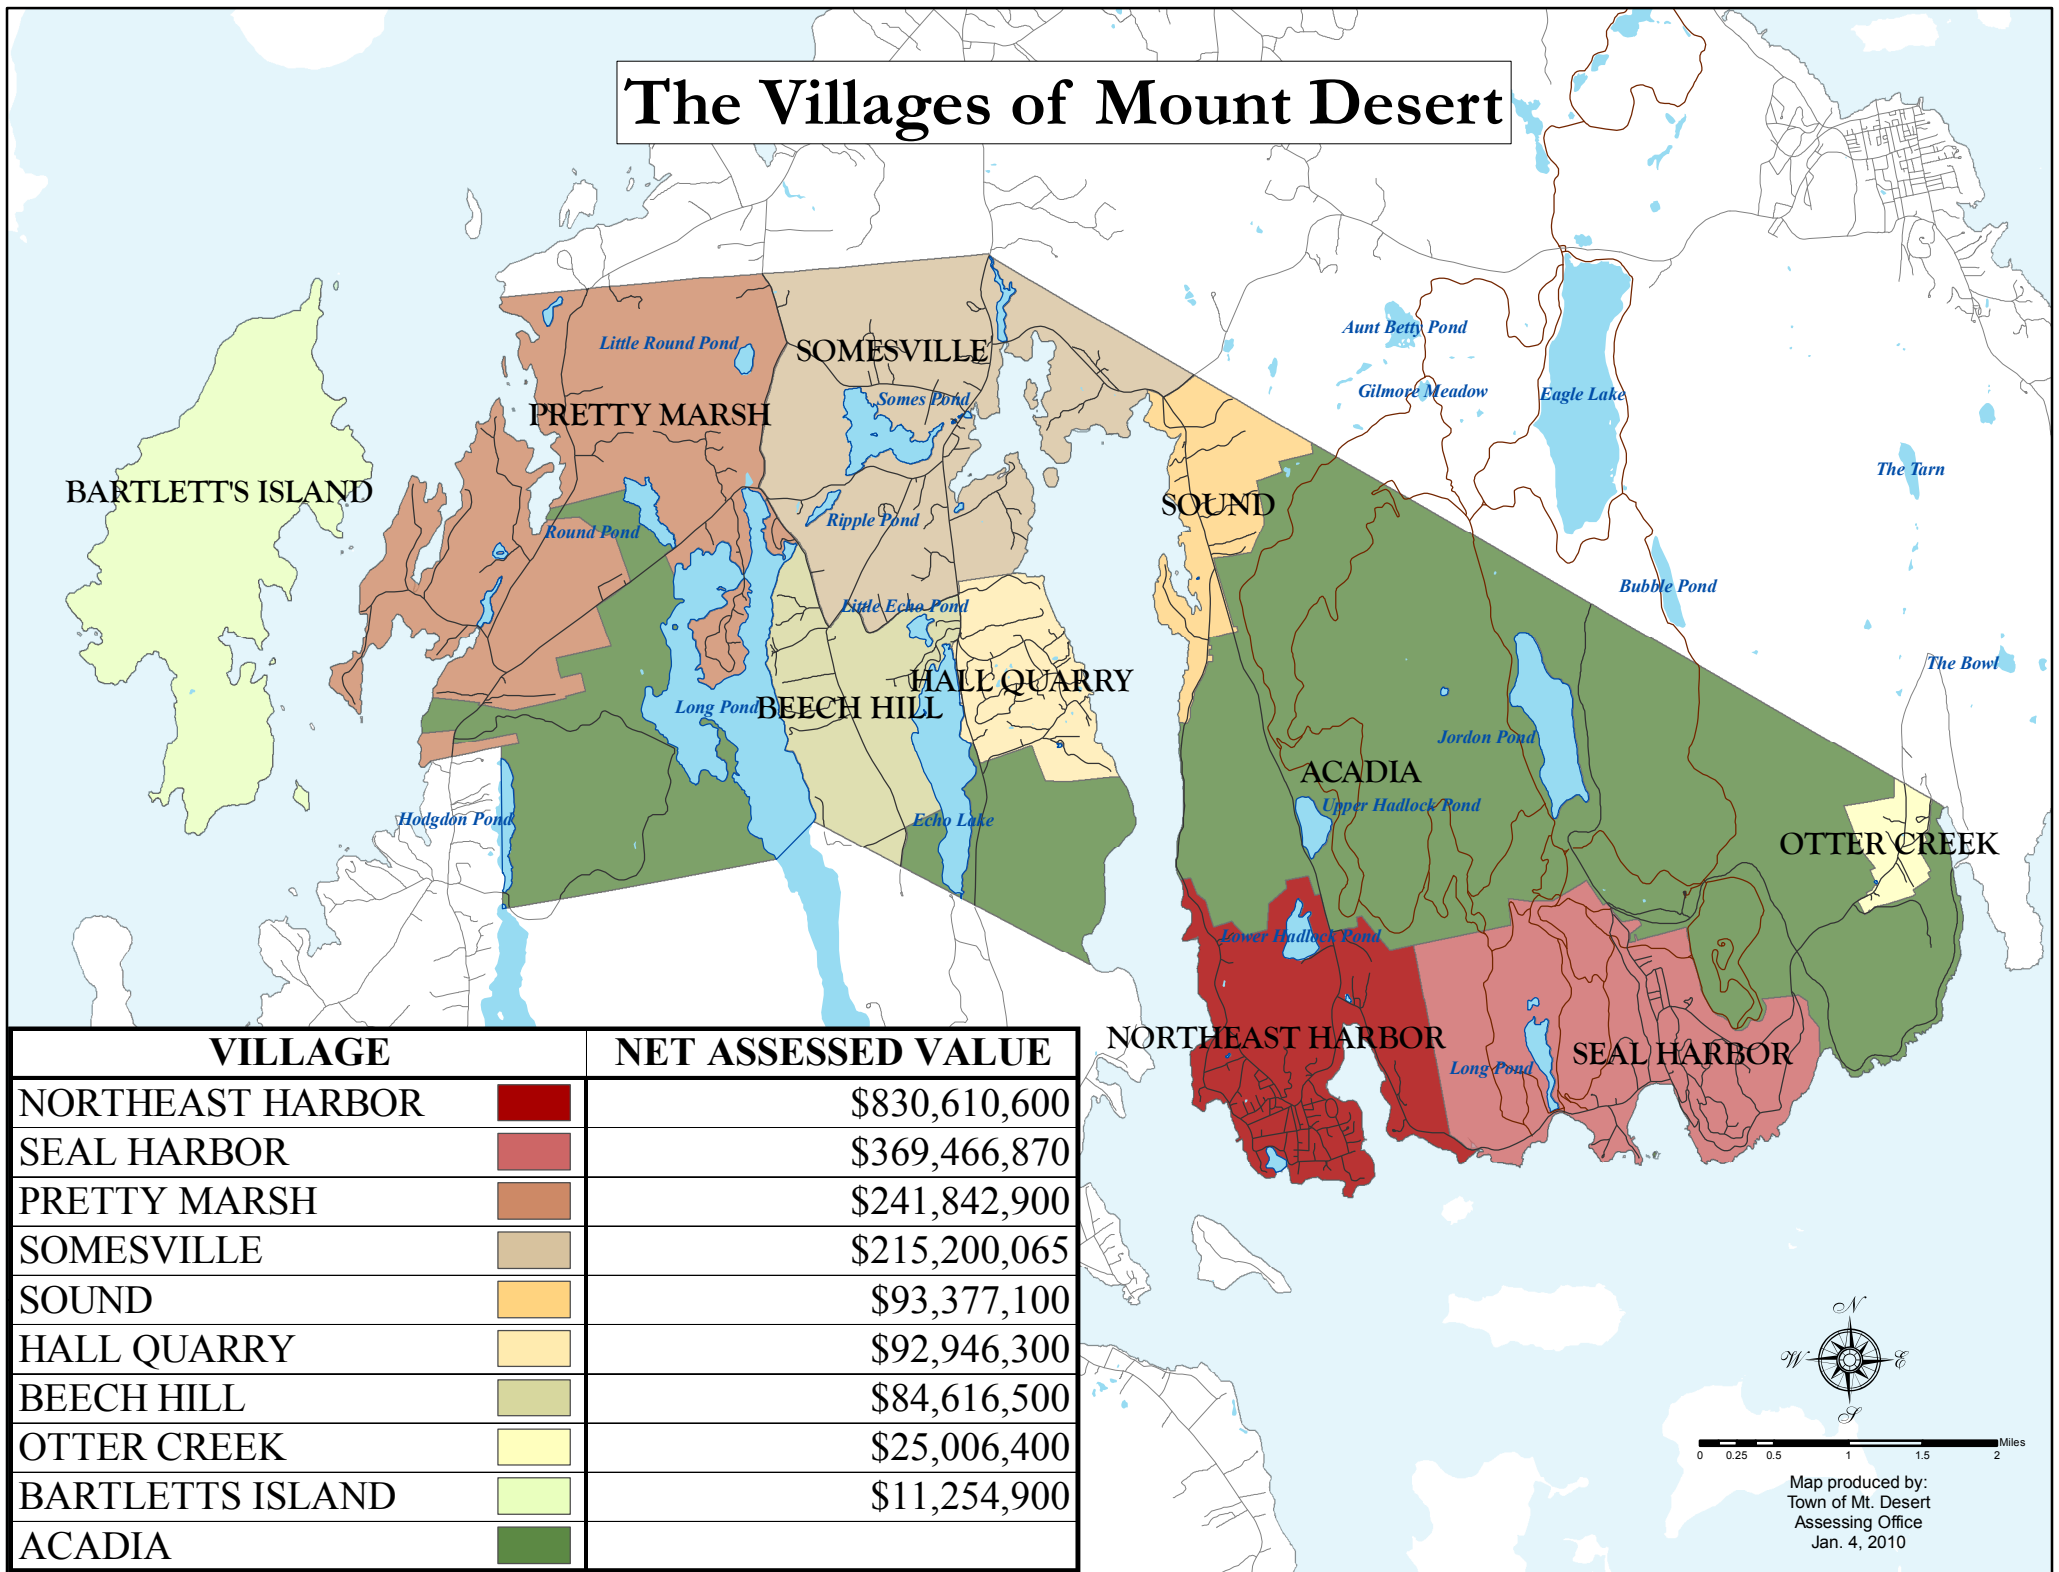 The Villages of Mount Desert
Aunt Betty Pond
Little Round Pond
SOMESVILLE
Gilmore Meadow
Eagle Lake
Somes Pond
PRETTY MARSH
The Tarn
BARTLETT'S ISLAND
SOUND
Ripple Pond
Round Pond
Bubble Pond
Little Echo Pond
The Bowl
HALL QUARRY
Long Pond
BEECH HILL
Jordon Pond
ACADIA
Upper Hadlock Pond
Hodgdon Pond
Echo Lake
OTTER CREEK
Lower Hadlock Pond
NORTHEAST HARBOR
SEAL HARBOR
Long Pond
VILLAGE NET ASSESSED VALUE
NORTHEAST HARBOR $830,610,600
SEAL HARBOR $369,466,870
PRETTY MARSH $241,842,900
SOMESVILLE $215,200,065
SOUND $93,377,100
HALL QUARRY $92,946,300
BEECH HILL $84,616,500
OTTER CREEK $25,006,400
BARTLETTS ISLAND $11,254,900
ACADIA
N
W E
S
Miles
0 0.25 0.5 1 1.5 2
Map produced by:
Town of Mt. Desert
Assessing Office
Jan. 4, 2010